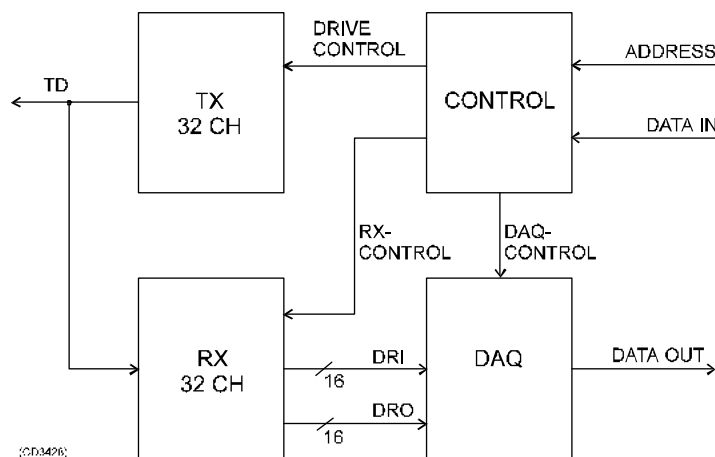 DRIVE
CONTROL
ADDRESS
TD
TX
32 CH
CONTROL
DATA IN
RX-
CONTROL
DAQ-
CONTROL
RX
32 CH
DRI
16
DAQ
DATA OUT
DRO
16
(CD3426)